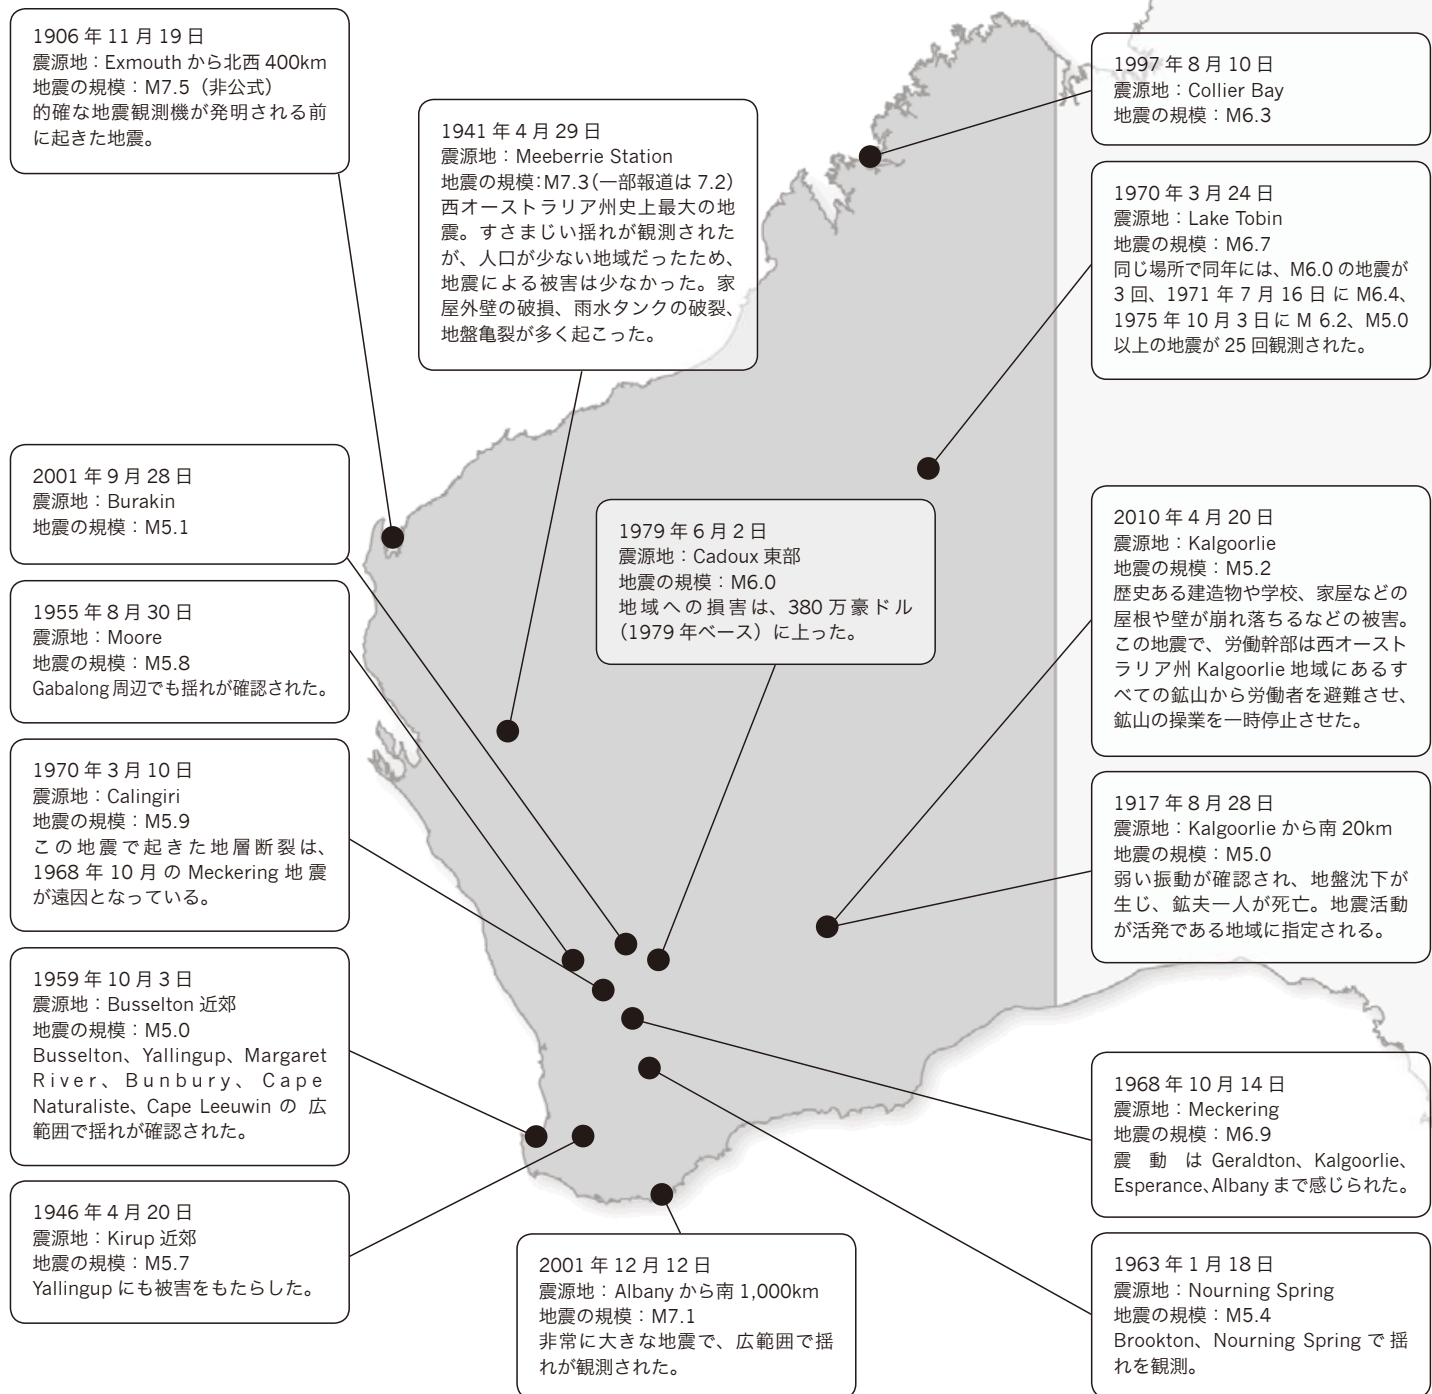 1906 年 11 月 19 日
震源地：Exmouth から北西 400km
地震の規模：M7.5（非公式）
的確な地震観測機が発明される前
に起きた地震。
1941 年 4 月 29 日
震源地：Meeberrie Station
地震の規模：M7.3（一部報道は 7.2）
西オーストラリア州史上最大の地
震。すさまじい揺れが観測された
が、人口が少ない地域だったため、
地震による被害は少なかった。家
屋外壁の破損、雨水タンクの破裂、
地盤亀裂が多く起こった。
1997 年 8 月 10 日
震源地：Collier Bay
地震の規模：M6.3
1970 年 3 月 24 日
震源地：Lake Tobin
地震の規模：M6.7
同じ場所で同年には、M6.0 の地震が
3 回、1971 年 7 月 16 日 に M6.4、
1975 年 10 月 3 日に M 6.2、M5.0
以上の地震が 25 回観測された。
2001 年 9 月 28 日
震源地：Burakin
地震の規模：M5.1
1979 年 6 月 2 日
震源地：Cadoux 東部
地震の規模：M6.0
地域への損害は、380 万豪ドル
（1979 年ベース）に上った。
2010 年 4 月 20 日
震源地：Kalgoorlie
地震の規模：M5.2
歴史ある建造物や学校、家屋などの
屋根や壁が崩れ落ちるなどの被害。
この地震で、労働幹部は西オースト
ラリア州 Kalgoorlie 地域にあるす
べての鉱山から労働者を避難させ、
鉱山の操業を一時停止させた。
1955 年 8 月 30 日
震源地：Moore
地震の規模：M5.8
Gabalong 周辺でも揺れが確認された。
1970 年 3 月 10 日
震源地：Calingiri
地震の規模：M5.9
この地震で起きた地層断裂は、
1968 年 10 月 の Meckering 地 震
が遠因となっている。
1917 年 8 月 28 日
震源地：Kalgoorlie から南 20km
地震の規模：M5.0
弱い振動が確認され、地盤沈下が
生じ、鉱夫一人が死亡。地震活動
が活発である地域に指定される。
1959 年 10 月 3 日
震源地：Busselton 近郊
地震の規模：M5.0
Busselton、Yallingup、Margaret
River、Bunbury、Cape
Naturaliste、Cape Leeuwin の 広
範囲で揺れが確認された。
1968 年 10 月 14 日
震源地：Meckering
地震の規模：M6.9
震 動 は Geraldton、Kalgoorlie、
Esperance、Albany まで感じられた。
1946 年 4 月 20 日
震源地：Kirup 近郊
地震の規模：M5.7
Yallingup にも被害をもたらした。
2001 年 12 月 12 日
震源地：Albany から南 1,000km
地震の規模：M7.1
非常に大きな地震で、広範囲で揺
れが観測された。
1963 年 1 月 18 日
震源地：Nourning Spring
地震の規模：M5.4
Brookton、Nourning Spring で 揺
れを観測。